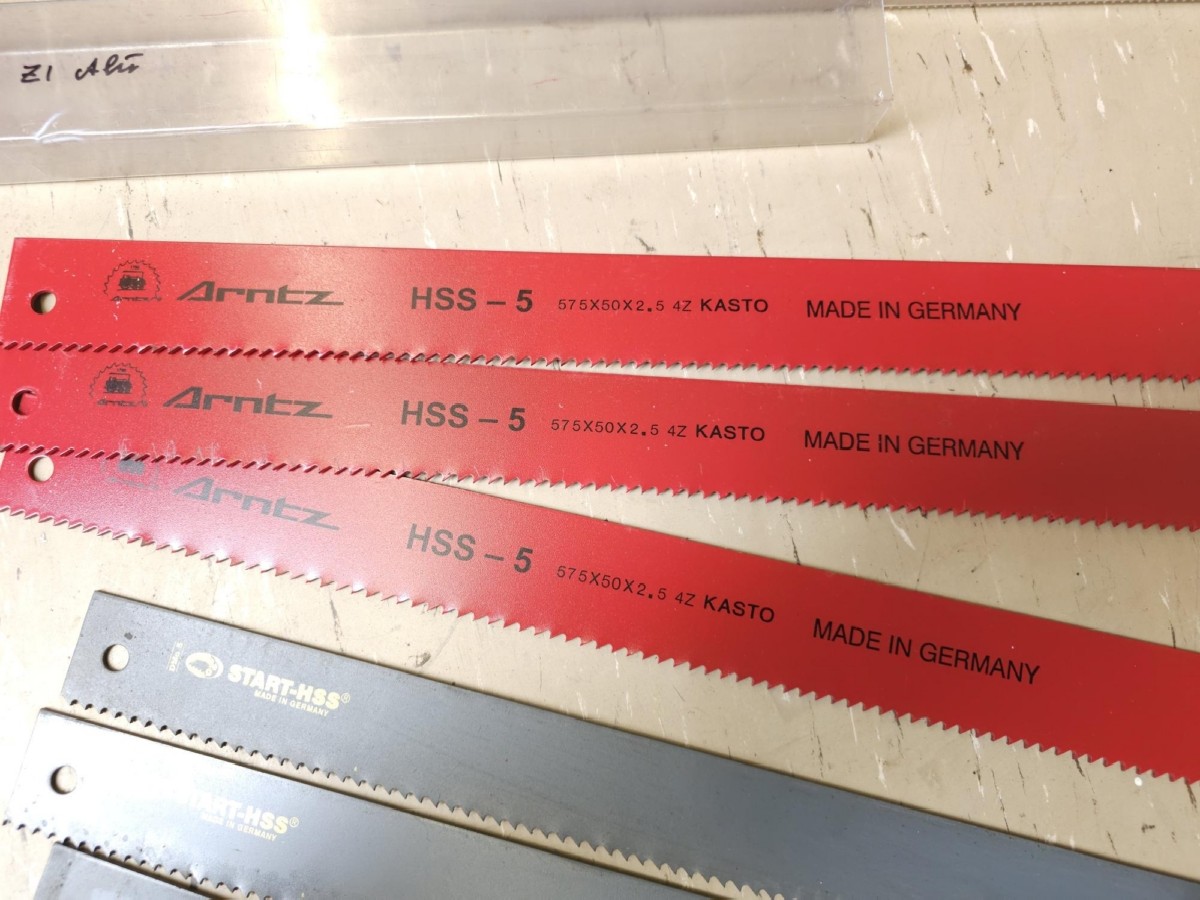 Z1 Alu
Arntz HSS – 5 575X50X2.5 4Z KASTO MADE IN GERMANY
Arntz HSS – 5 575X50X2.5 4Z KASTO MADE IN GERMANY
Arntz HSS – 5 575X50X2.5 4Z KASTO MADE IN GERMANY
START-HSS®
MADE IN GERMANY
START-HSS®
MADE IN GERMANY